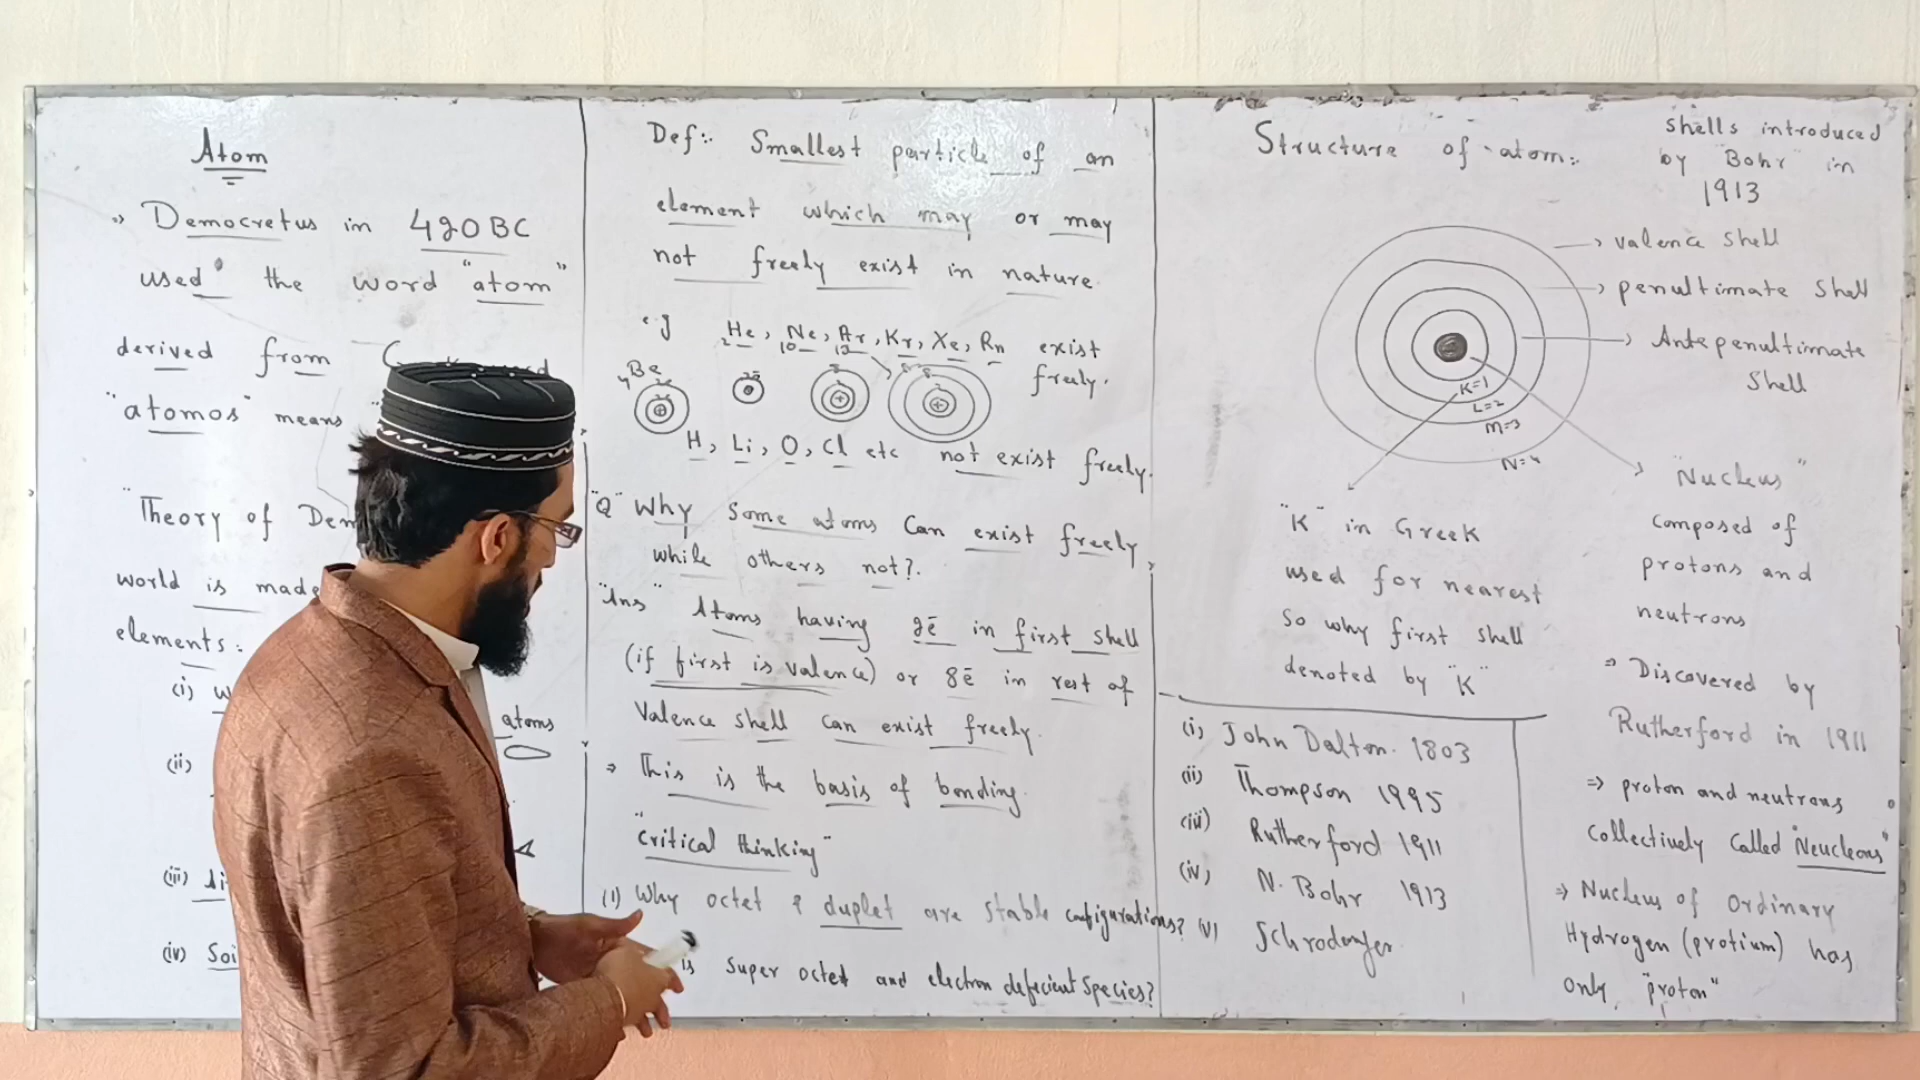 Atom
Democretus in 420 BC
used the word "atom"
derived from
"atomos" means
"Theory of Dem
world is made
elements:
(i) w
atoms
(ii)
(iii) Ai
(iv) Soi
Def:- Smallest particle of an
element which may or may
not freely exist in nature.
e.g He, Ne, Ar, Kr, Xe, Rn exist
2 10 18
freely.
4Be
H, Li, O, Cl etc not exist freely.
"Q" Why Some atoms Can exist freely
while others not?
"Ans" Atoms having 2ē in first shell
(if first is valence) or 8ē in rest of
Valence shell can exist freely.
⇒ This is the basis of bonding.
"Critical thinking"
(1) Why octet & duplet are stable configurations?
is super octet and electron deficient species?
Structure of atom:-
Shells introduced
by "Bohr" in
1913
→ valence shell
→ penultimate shell
→ Antepenultimate
shell
K=1
L=2
M=3
N=4
"K" in Greek
used for nearest
so why first shell
denoted by "K"
"Nucleus"
Composed of
protons and
neutrons
⇒ Discovered by
Rutherford in 1911
⇒ proton and neutrons
collectively called "Neucleons"
⇒ Nucleus of Ordinary
Hydrogen (protium) has
only "proton"
(i) John Dalton. 1803
(ii) Thompson 1995
(iii) Rutherford 1911
(iv) N. Bohr 1913
(V)